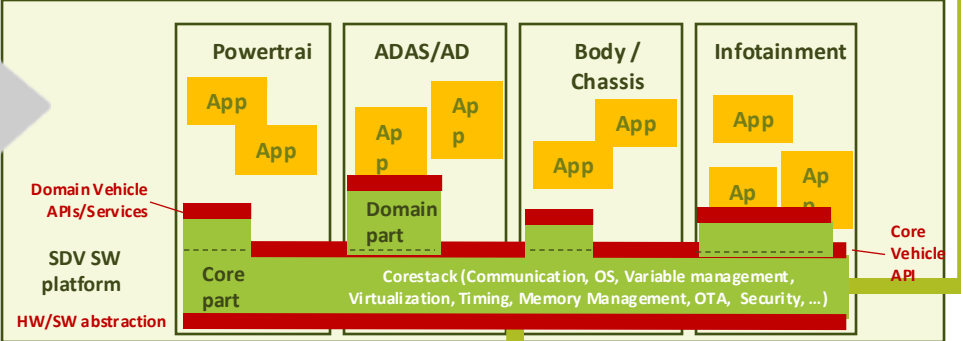 Powertrai
ADAS/AD
Body /
Chassis
Infotainment
App
App
Ap
p
Ap
p
App
App
App
Ap
Ap
p
Domain Vehicle
APIs/Services
Domain
part
SDV SW
platform
Core
part
Corestack (Communication, OS, Variable management,
Virtualization, Timing, Memory Management, OTA, Security, ...)
Core
Vehicle
API
HW/SW abstraction